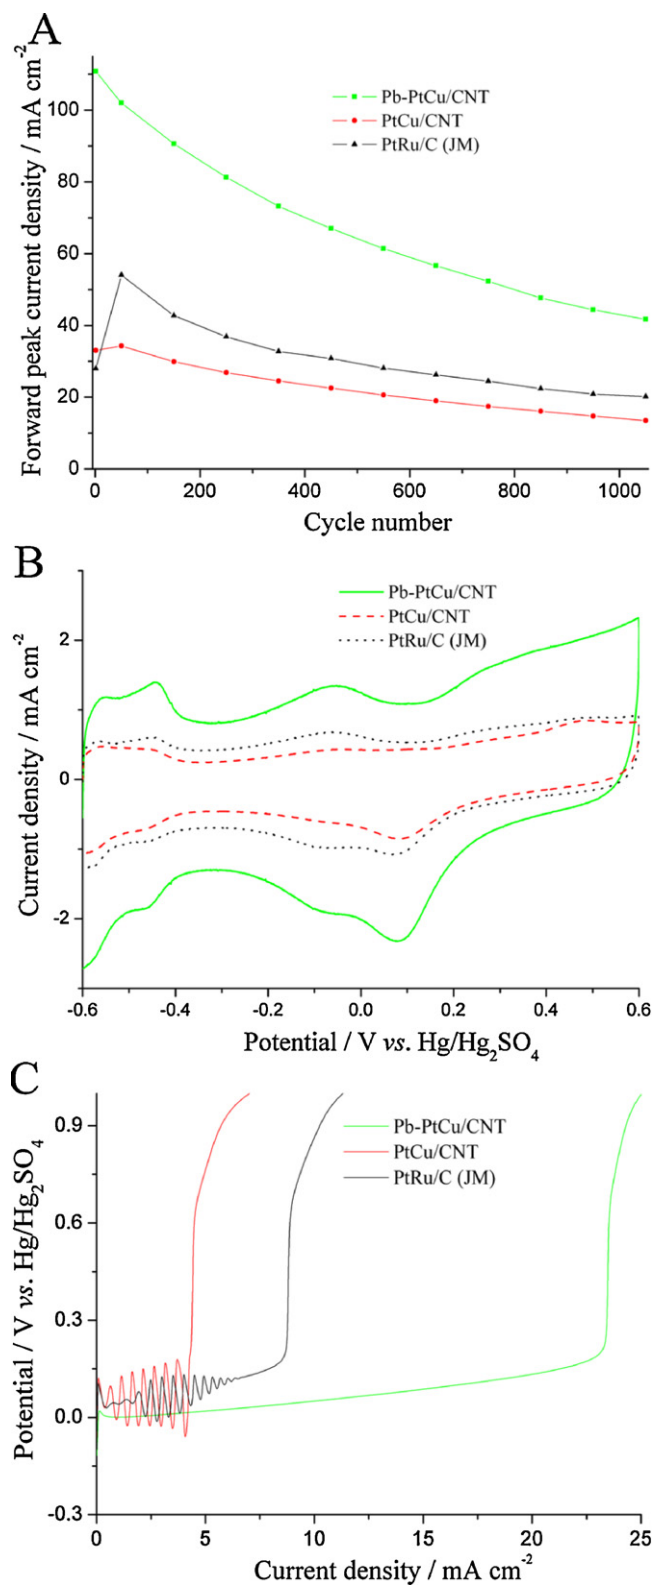 A
Forward peak current density / mA cm⁻²
Pb-PtCu/CNT
PtCu/CNT
PtRu/C (JM)
100
80
60
40
20
0
0 200 400 600 800 1000
Cycle number
B
Current density / mA cm⁻²
Pb-PtCu/CNT
PtCu/CNT
PtRu/C (JM)
2
0
-2
-0.6 -0.4 -0.2 0.0 0.2 0.4 0.6
Potential / V vs. Hg/Hg₂SO₄
C
Potential / V vs. Hg/Hg₂SO₄
Pb-PtCu/CNT
PtCu/CNT
PtRu/C (JM)
0.9
0.6
0.3
0.0
-0.3
0 5 10 15 20 25
Current density / mA cm⁻²